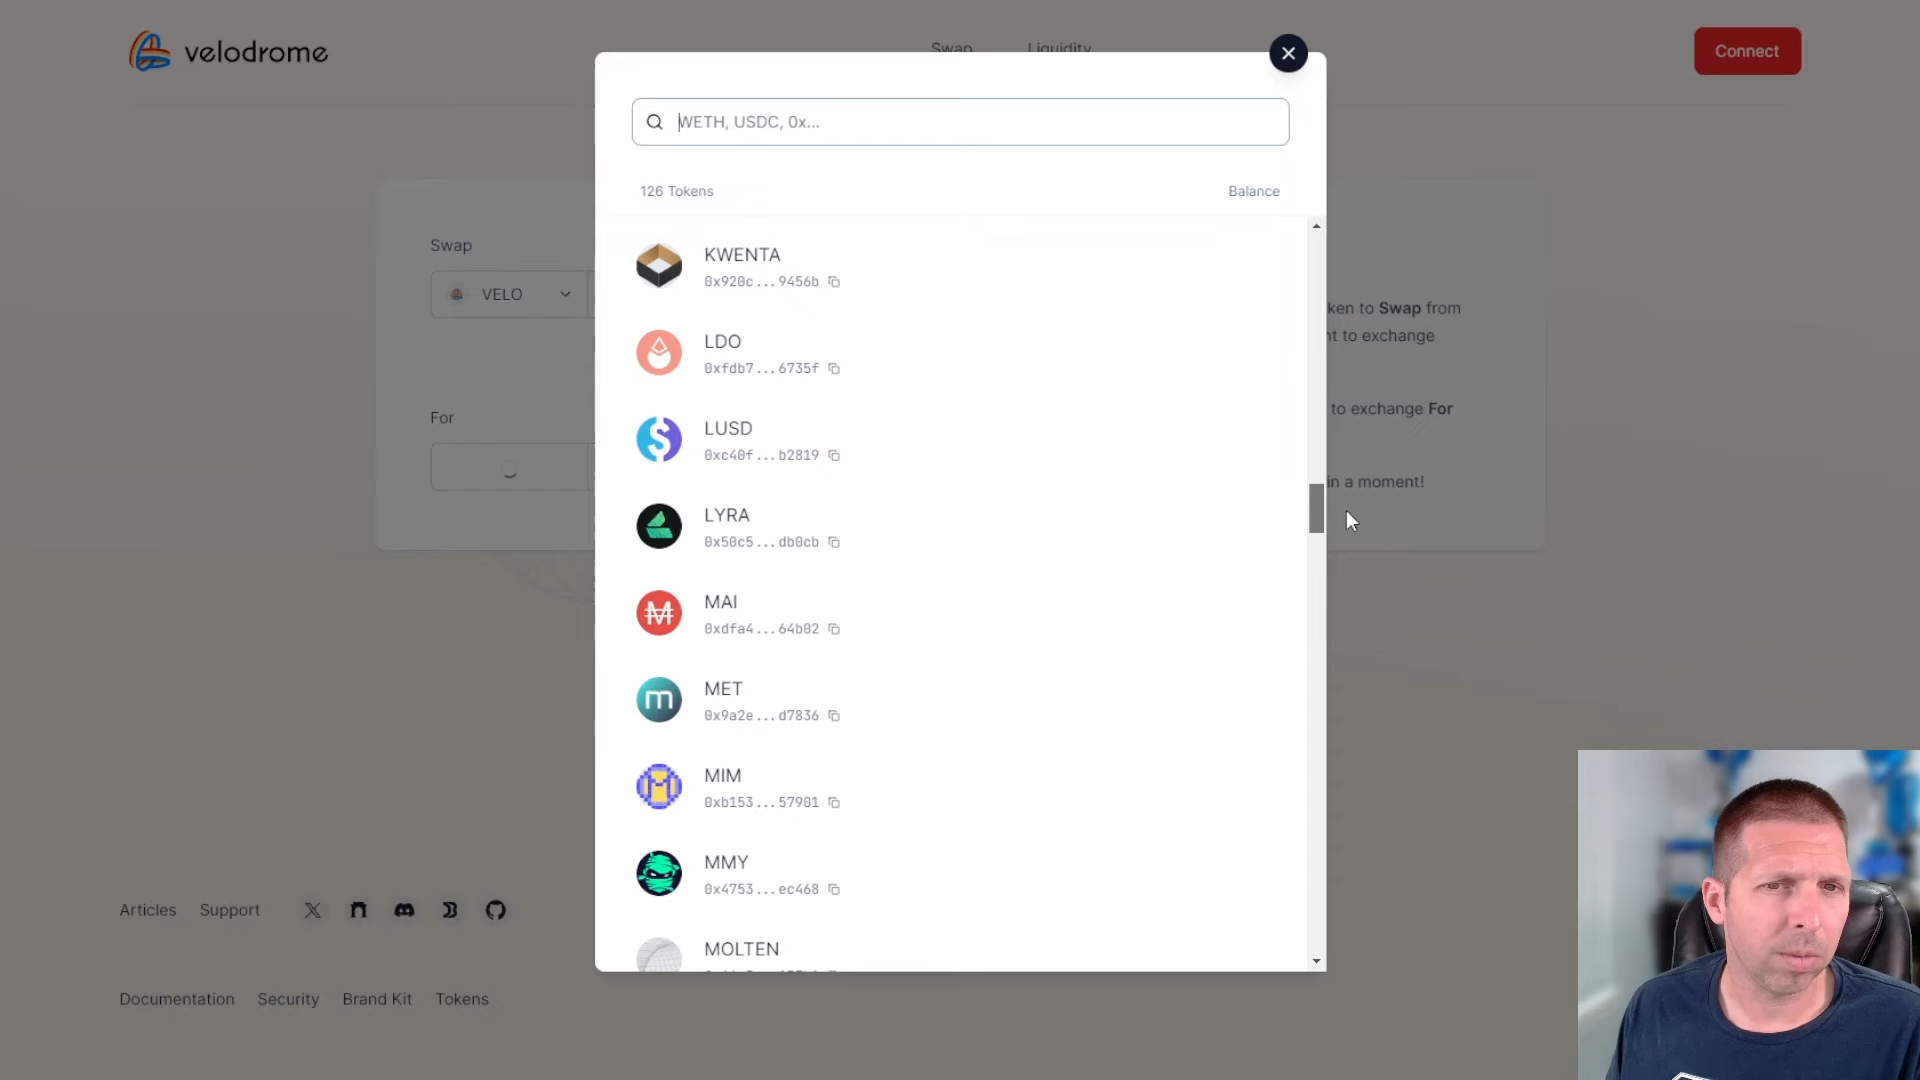 velodrome
Swap
Liquidity
Connect
WETH, USDC, 0x...
126 Tokens
Balance
KWENTA
0x920c...9456b
LDO
0xfdb7...6735f
LUSD
0xc40f...b2819
LYRA
0x50c5...db0cb
MAI
0xdfa4...64b02
MET
0x9a2e...d7836
MIM
0xb153...57901
MMY
0x4753...ec468
MOLTEN
Swap
VELO
For
ken to Swap from
t to exchange
to exchange For
in a moment!
Articles
Support
Documentation
Security
Brand Kit
Tokens